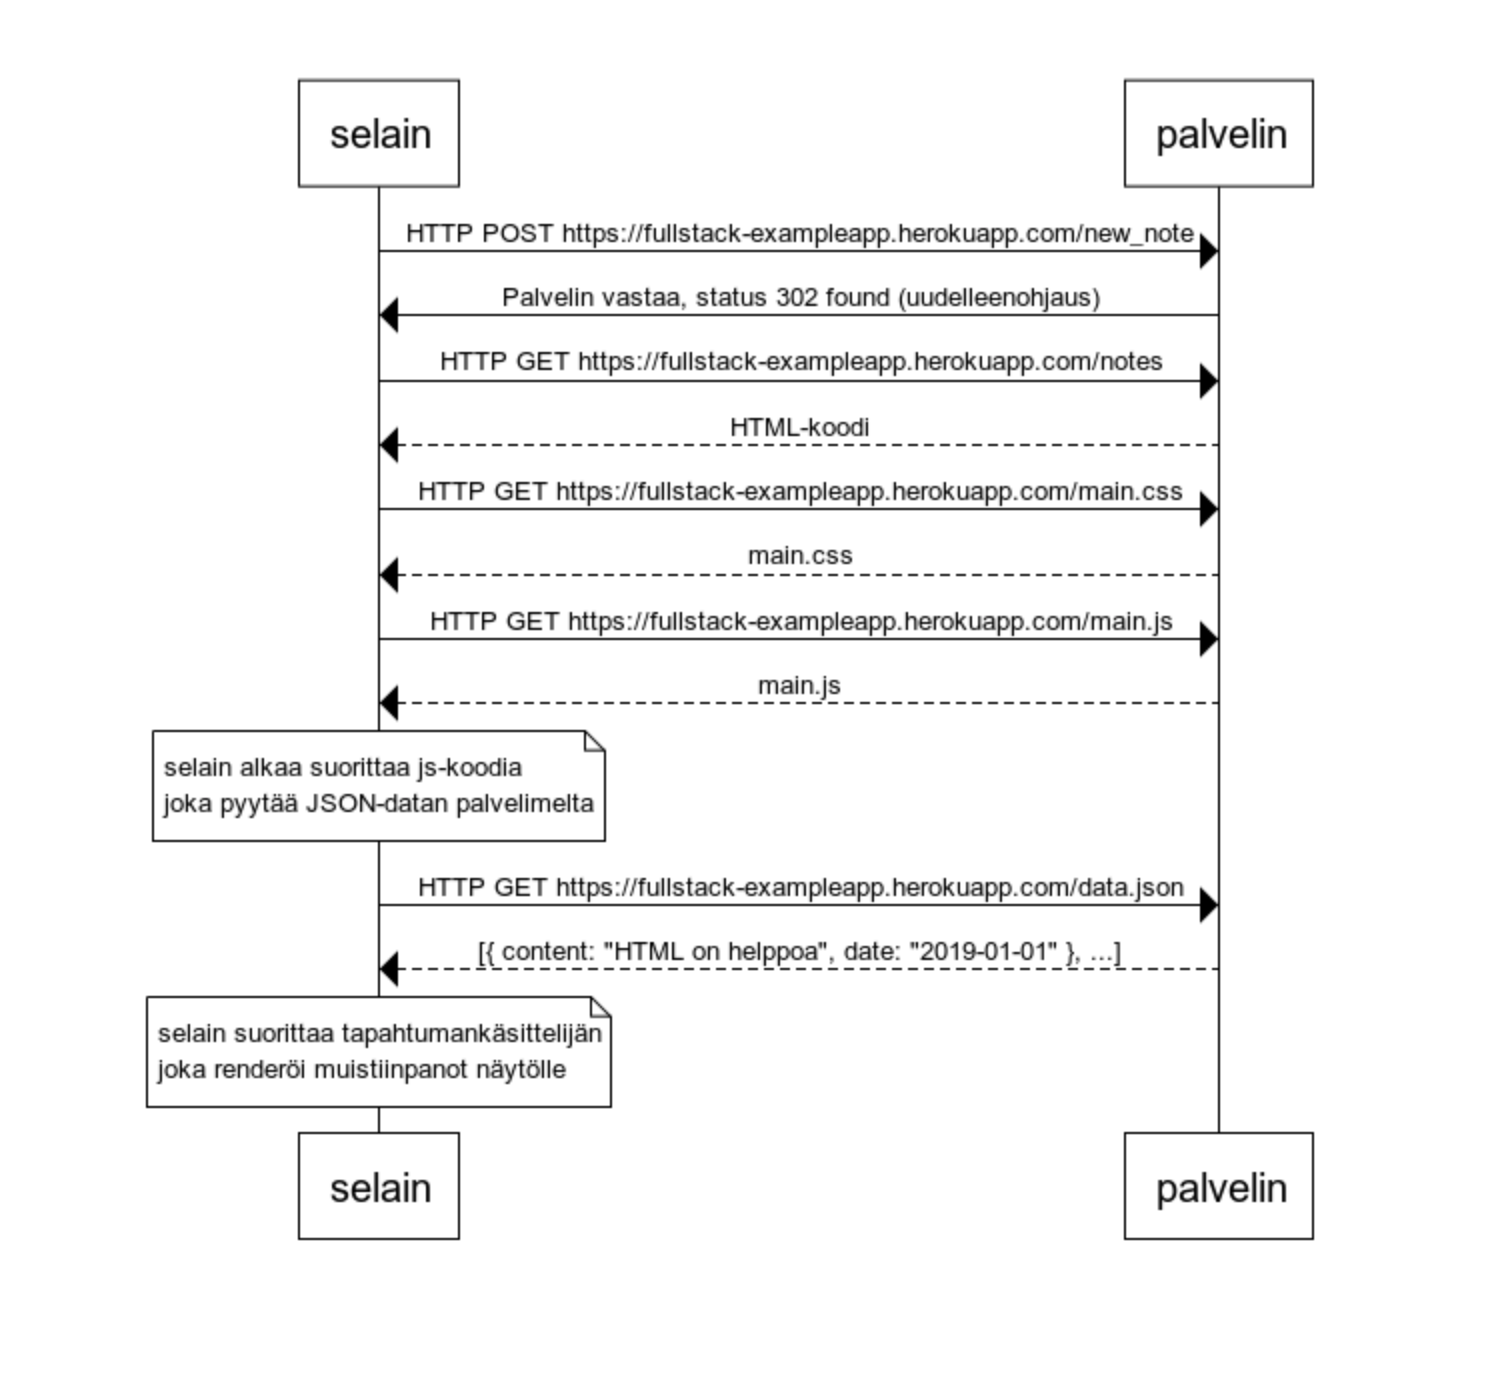 selain
palvelin
HTTP POST https://fullstack-exampleapp.herokuapp.com/new_note
Palvelin vastaa, status 302 found (uudelleenohjaus)
HTTP GET https://fullstack-exampleapp.herokuapp.com/notes
HTML-koodi
HTTP GET https://fullstack-exampleapp.herokuapp.com/main.css
main.css
HTTP GET https://fullstack-exampleapp.herokuapp.com/main.js
main.js
selain alkaa suorittaa js-koodia
joka pyytää JSON-datan palvelimelta
HTTP GET https://fullstack-exampleapp.herokuapp.com/data.json
[{ content: "HTML on helppoa", date: "2019-01-01" }, ...]
selain suorittaa tapahtumankäsittelijän
joka renderöi muistiinpanot näytölle
selain
palvelin